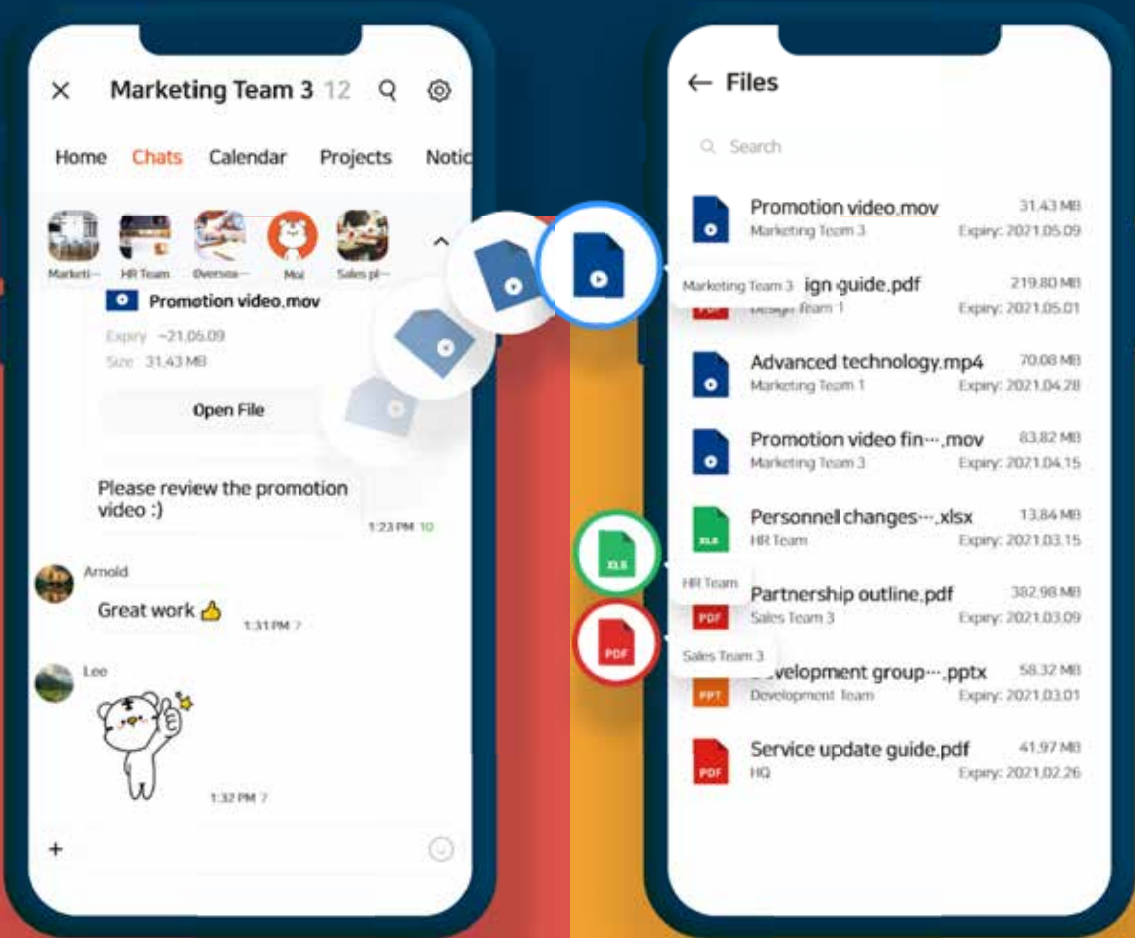 Marketing Team 3 12
Home Chats Calendar Projects Notic
Marketi··· HR Team Oversea··· Moi Sales pl···
Promotion video.mov
Expiry ~21.05.09
Size 31.43 MB
Open File
Please review the promotion
video :)
1:23 PM 10
Arnold
Great work
1:31 PM 7
Lee
1:32 PM 7
Files
Search
Promotion video.mov 31.43 MB
Marketing Team 3 Expiry: 2021.05.09
Marketing Team 3
ign guide.pdf 219.80 MB
Design Team 1 Expiry: 2021.05.01
Advanced technology.mp4 70.08 MB
Marketing Team 1 Expiry: 2021.04.28
Promotion video fin···.mov 83.82 MB
Marketing Team 3 Expiry: 2021.04.15
Personnel changes···.xlsx 13.84 MB
XLS HR Team Expiry: 2021.03.15
XLS
HR Team
Partnership outline.pdf 382.98 MB
PDF Sales Team 3 Expiry: 2021.03.09
PDF
Sales Team 3
velopment group···.pptx 58.32 MB
PPT Development Team Expiry: 2021.03.01
Service update guide.pdf 41.97 MB
PDF HQ Expiry: 2021.02.26